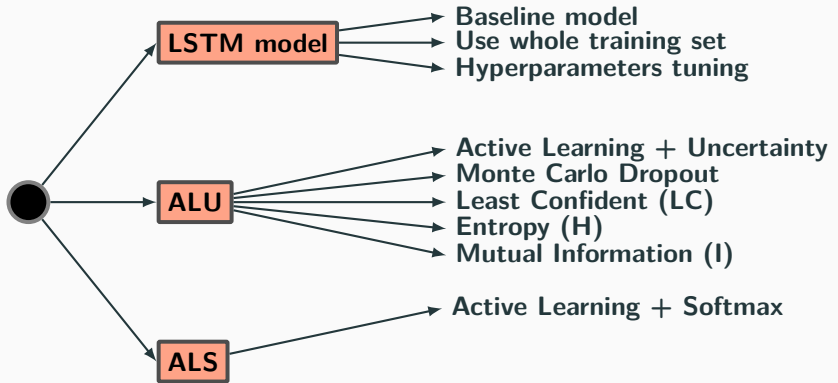 LSTM model
Baseline model
Use whole training set
Hyperparameters tuning
ALU
Active Learning + Uncertainty
Monte Carlo Dropout
Least Confident (LC)
Entropy (H)
Mutual Information (I)
ALS
Active Learning + Softmax